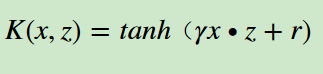 K(x, z) = tanh（γx • z + r)